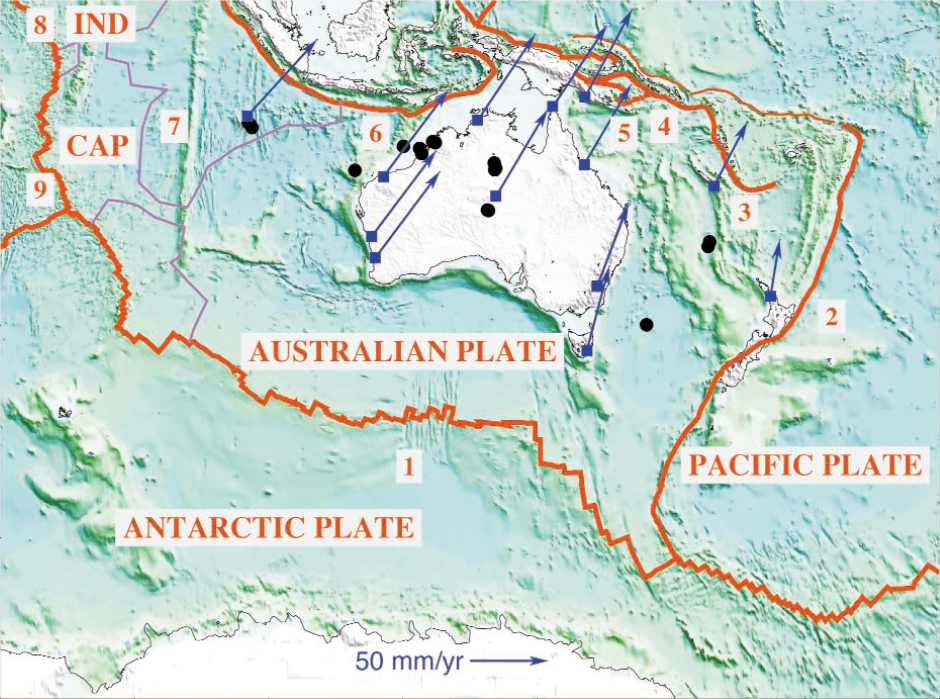 8 IND
7
CAP
6
5 4
9
3
2
AUSTRALIAN PLATE
1
PACIFIC PLATE
ANTARCTIC PLATE
50 mm/yr